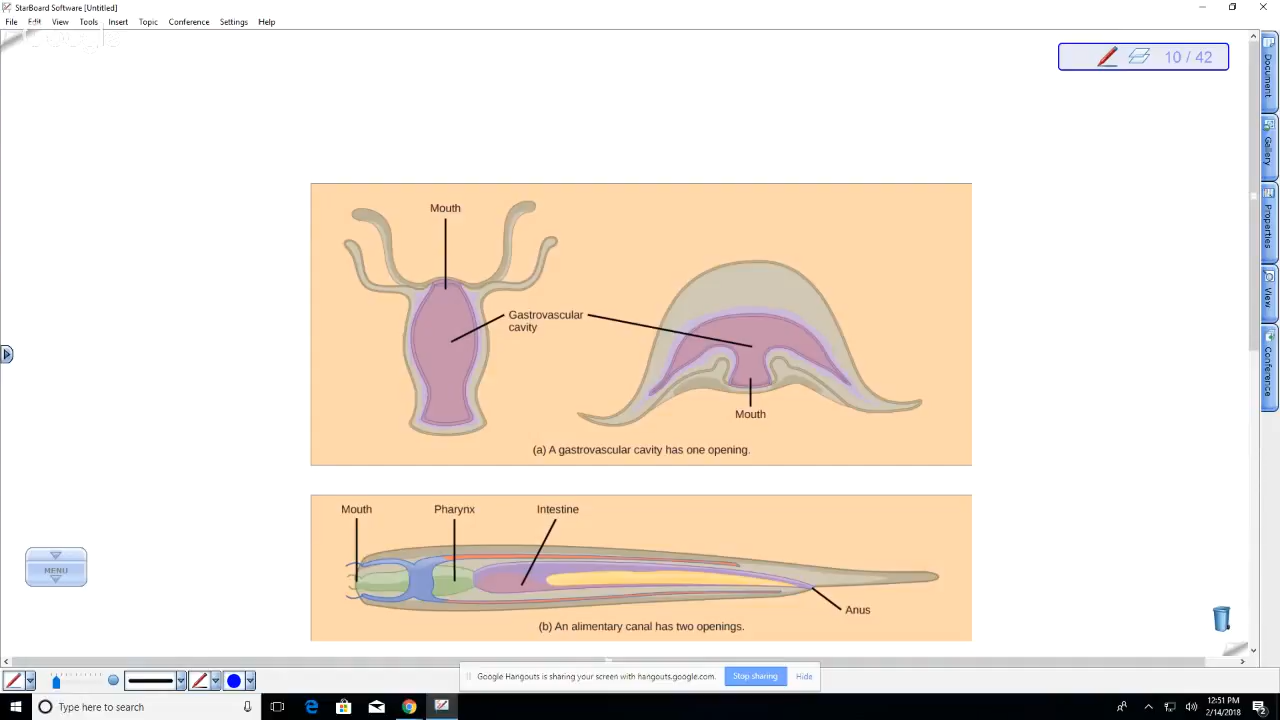 StarBoard Software [Untitled]
File Edit View Tools Insert Topic Conference Settings Help
10 / 42
Document
Gallery
Properties
View
Conference
Mouth
Gastrovascular
cavity
Mouth
(a) A gastrovascular cavity has one opening.
Mouth Pharynx Intestine
Anus
(b) An alimentary canal has two openings.
MENU
Google Hangouts is sharing your screen with hangouts.google.com. Stop sharing Hide
Type here to search
12:51 PM
2/14/2018
2